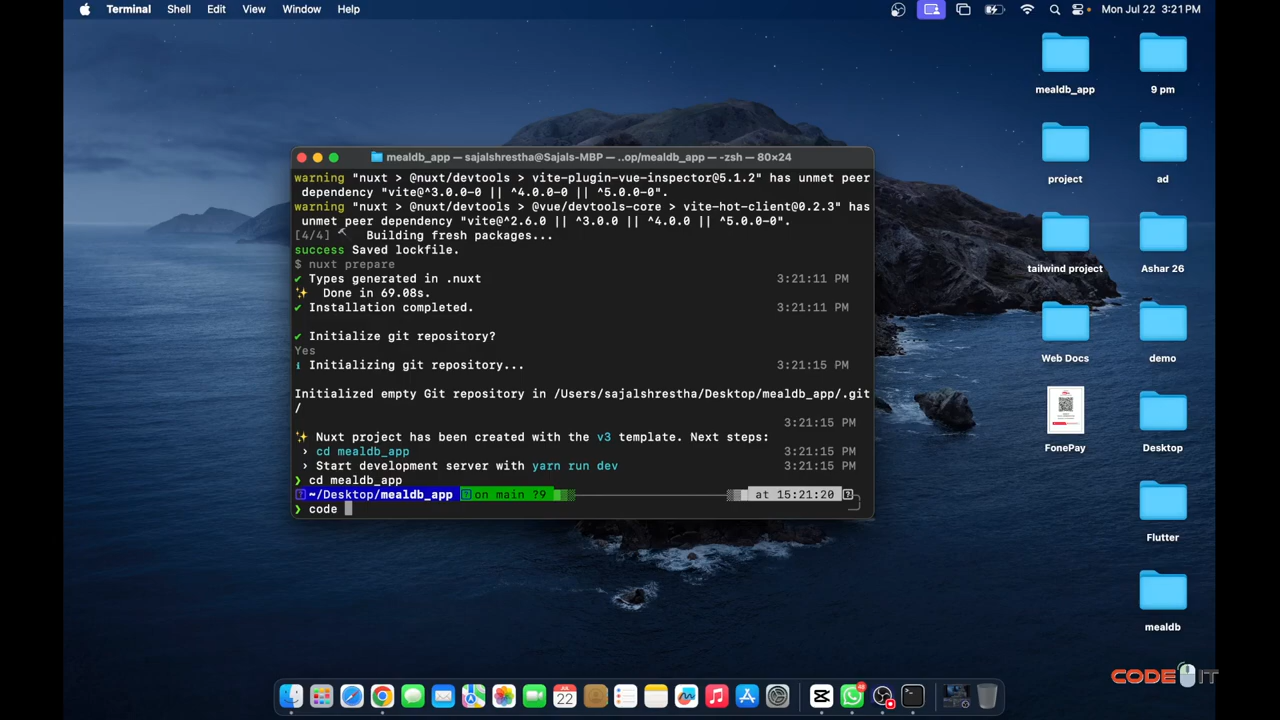 Terminal Shell Edit View Window Help Mon Jul 22 3:21 PM
mealdb_app 9 pm
project ad
tailwind project Ashar 26
Web Docs demo
FonePay Desktop
Flutter
mealdb
mealdb_app — sajalshrestha@Sajals-MBP — ..op/mealdb_app — -zsh — 80×24
warning "nuxt > @nuxt/devtools > vite-plugin-vue-inspector@5.1.2" has unmet peer
dependency "vite@^3.0.0-0 || ^4.0.0-0 || ^5.0.0-0".
warning "nuxt > @nuxt/devtools > @vue/devtools-core > vite-hot-client@0.2.3" has
unmet peer dependency "vite@^2.6.0 || ^3.0.0 || ^4.0.0 || ^5.0.0-0".
[4/4] Building fresh packages...
success Saved lockfile.
$ nuxt prepare
✔ Types generated in .nuxt 3:21:11 PM
✨ Done in 69.08s.
✔ Installation completed. 3:21:11 PM
✔ Initialize git repository?
Yes
ℹ Initializing git repository... 3:21:15 PM
Initialized empty Git repository in /Users/sajalshrestha/Desktop/mealdb_app/.git
/
3:21:15 PM
✨ Nuxt project has been created with the v3 template. Next steps:
› cd mealdb_app 3:21:15 PM
› Start development server with yarn run dev 3:21:15 PM
❯ cd mealdb_app
~/Desktop/mealdb_app on main ?9 at 15:21:20
❯ code
JUL
22
48
CODE IT